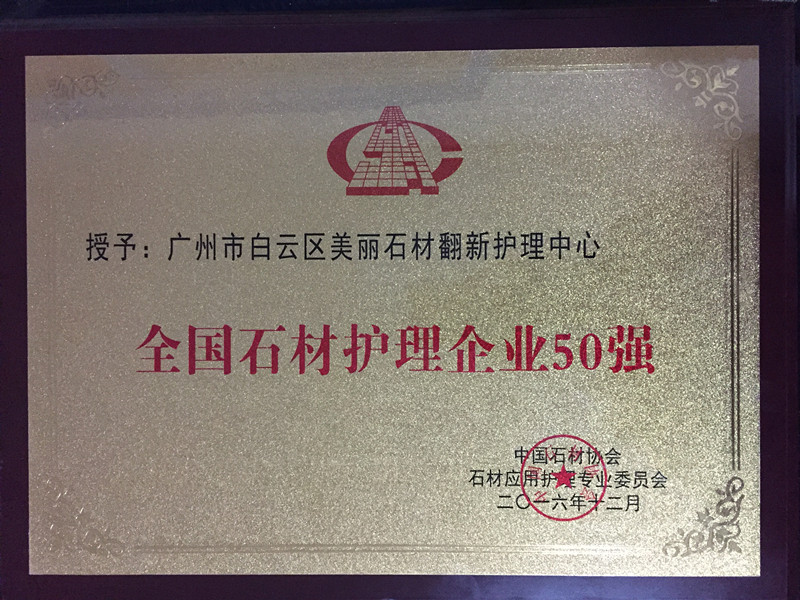 授予：广州市白云区美丽石材翻新护理中心
全国石材护理企业50强
中国石材协会
石材应用护理专业委员会
二〇一六年十二月